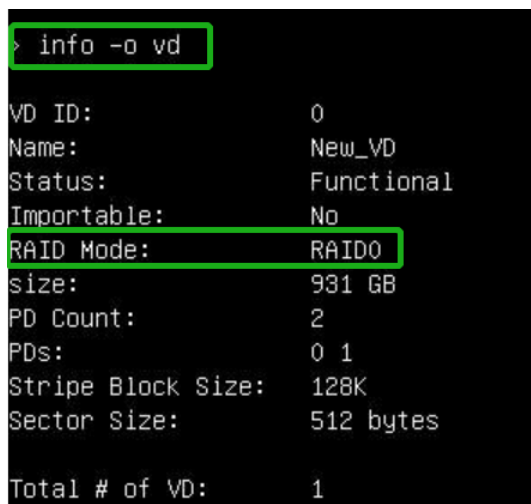 > info -o vd
VD ID: 0
Name: New_VD
Status: Functional
Importable: No
RAID Mode: RAID0
size: 931 GB
PD Count: 2
PDs: 0 1
Stripe Block Size: 128K
Sector Size: 512 bytes
Total # of VD: 1